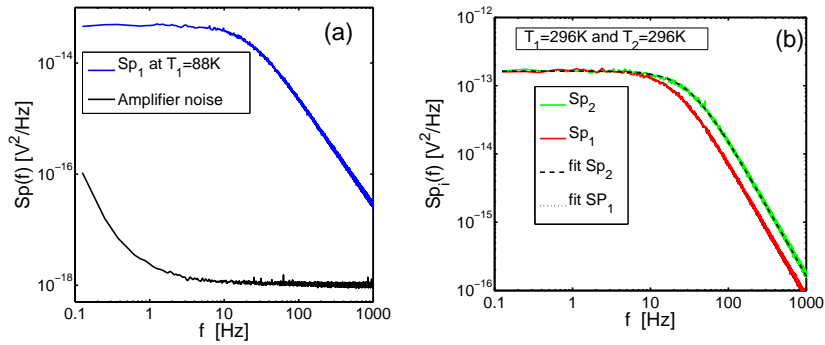 (a)
Sp₁ at T₁=88K
Amplifier noise
Sp(f) [V²/Hz]
10⁻¹⁴
10⁻¹⁶
10⁻¹⁸
0.1 1 10 100 1000
f [Hz]
(b)
T₁=296K and T₂=296K
Sp₂
Sp₁
fit Sp₂
fit SP₁
Spᵢ(f) [V²/Hz]
10⁻¹²
10⁻¹³
10⁻¹⁴
10⁻¹⁵
10⁻¹⁶
0.1 1 10 100 1000
f [Hz]